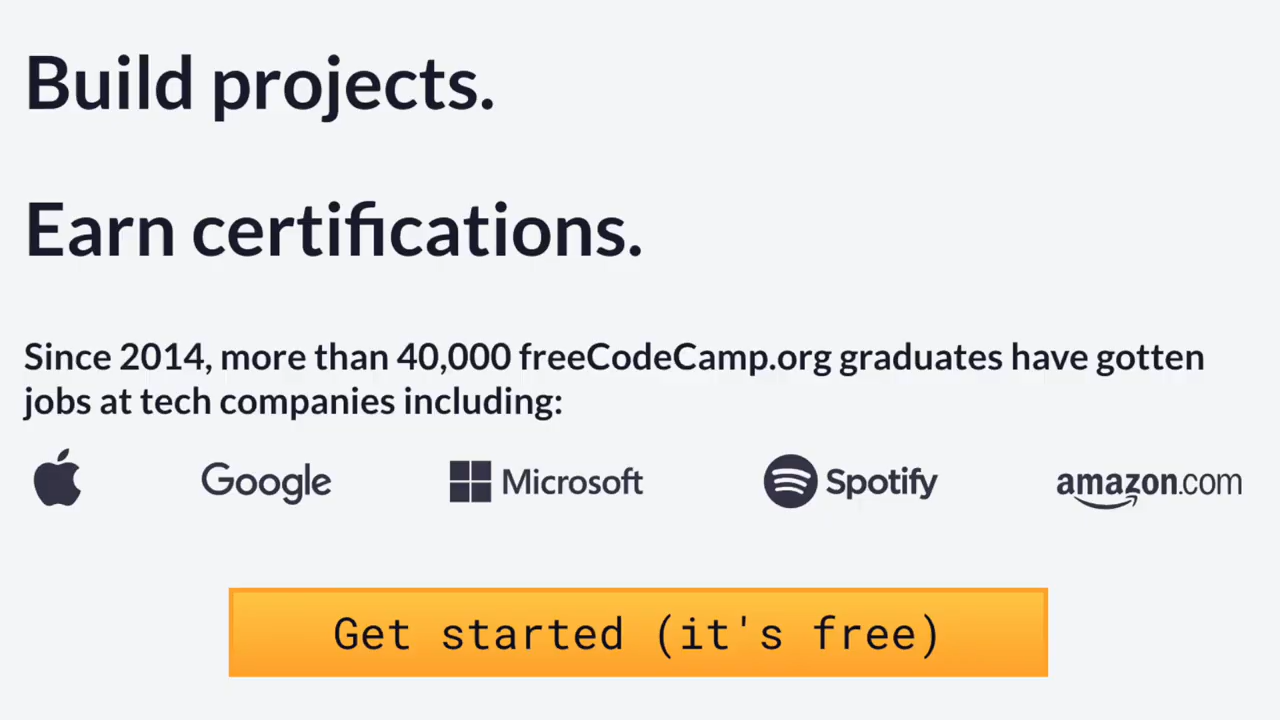 Build projects.
Earn certifications.
Since 2014, more than 40,000 freeCodeCamp.org graduates have gotten
jobs at tech companies including:
Google Microsoft Spotify amazon.com
Get started (it's free)